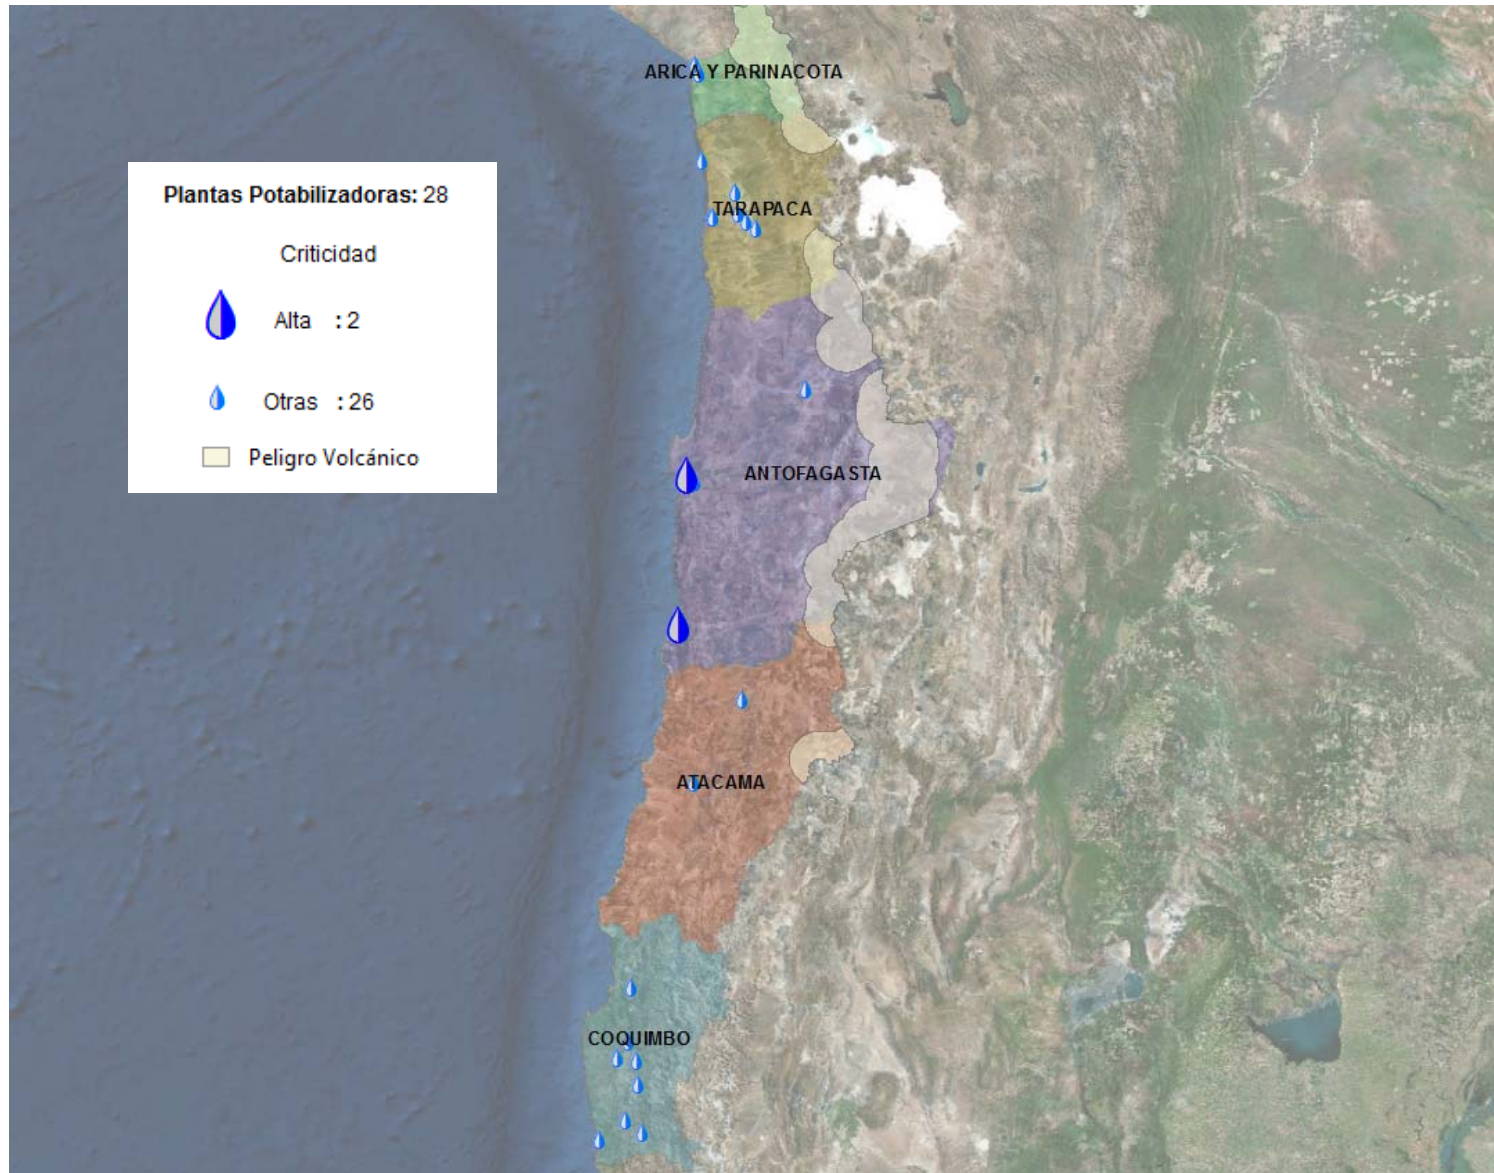 ARICA Y PARINACOTA
Plantas Potabilizadoras: 28
Criticidad
Alta : 2
Otras : 26
Peligro Volcánico
TARAPACA
ANTOFAGASTA
ATACAMA
COQUIMBO